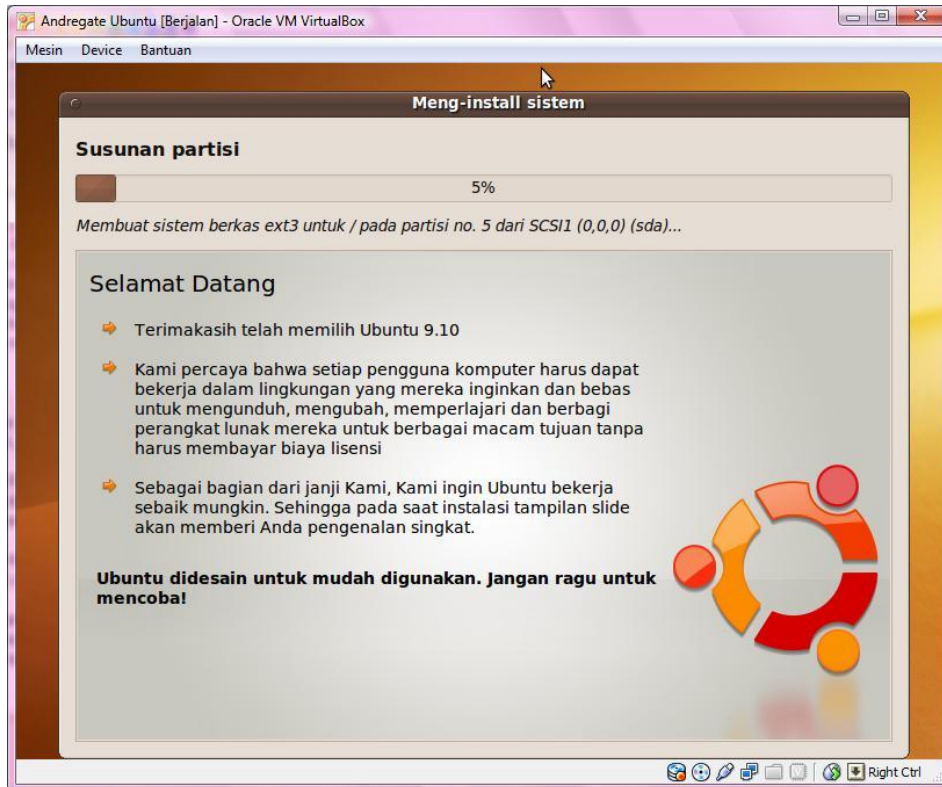 Andregate Ubuntu [Berjalan] - Oracle VM VirtualBox
Mesin Device Bantuan
Meng-install sistem
Susunan partisi
5%
Membuat sistem berkas ext3 untuk / pada partisi no. 5 dari SCSI1 (0,0,0) (sda)...
Selamat Datang
Terimakasih telah memilih Ubuntu 9.10
Kami percaya bahwa setiap pengguna komputer harus dapat
bekerja dalam lingkungan yang mereka inginkan dan bebas
untuk mengunduh, mengubah, memperlajari dan berbagi
perangkat lunak mereka untuk berbagai macam tujuan tanpa
harus membayar biaya lisensi
Sebagai bagian dari janji Kami, Kami ingin Ubuntu bekerja
sebaik mungkin. Sehingga pada saat instalasi tampilan slide
akan memberi Anda pengenalan singkat.
Ubuntu didesain untuk mudah digunakan. Jangan ragu untuk
mencoba!
Right Ctrl